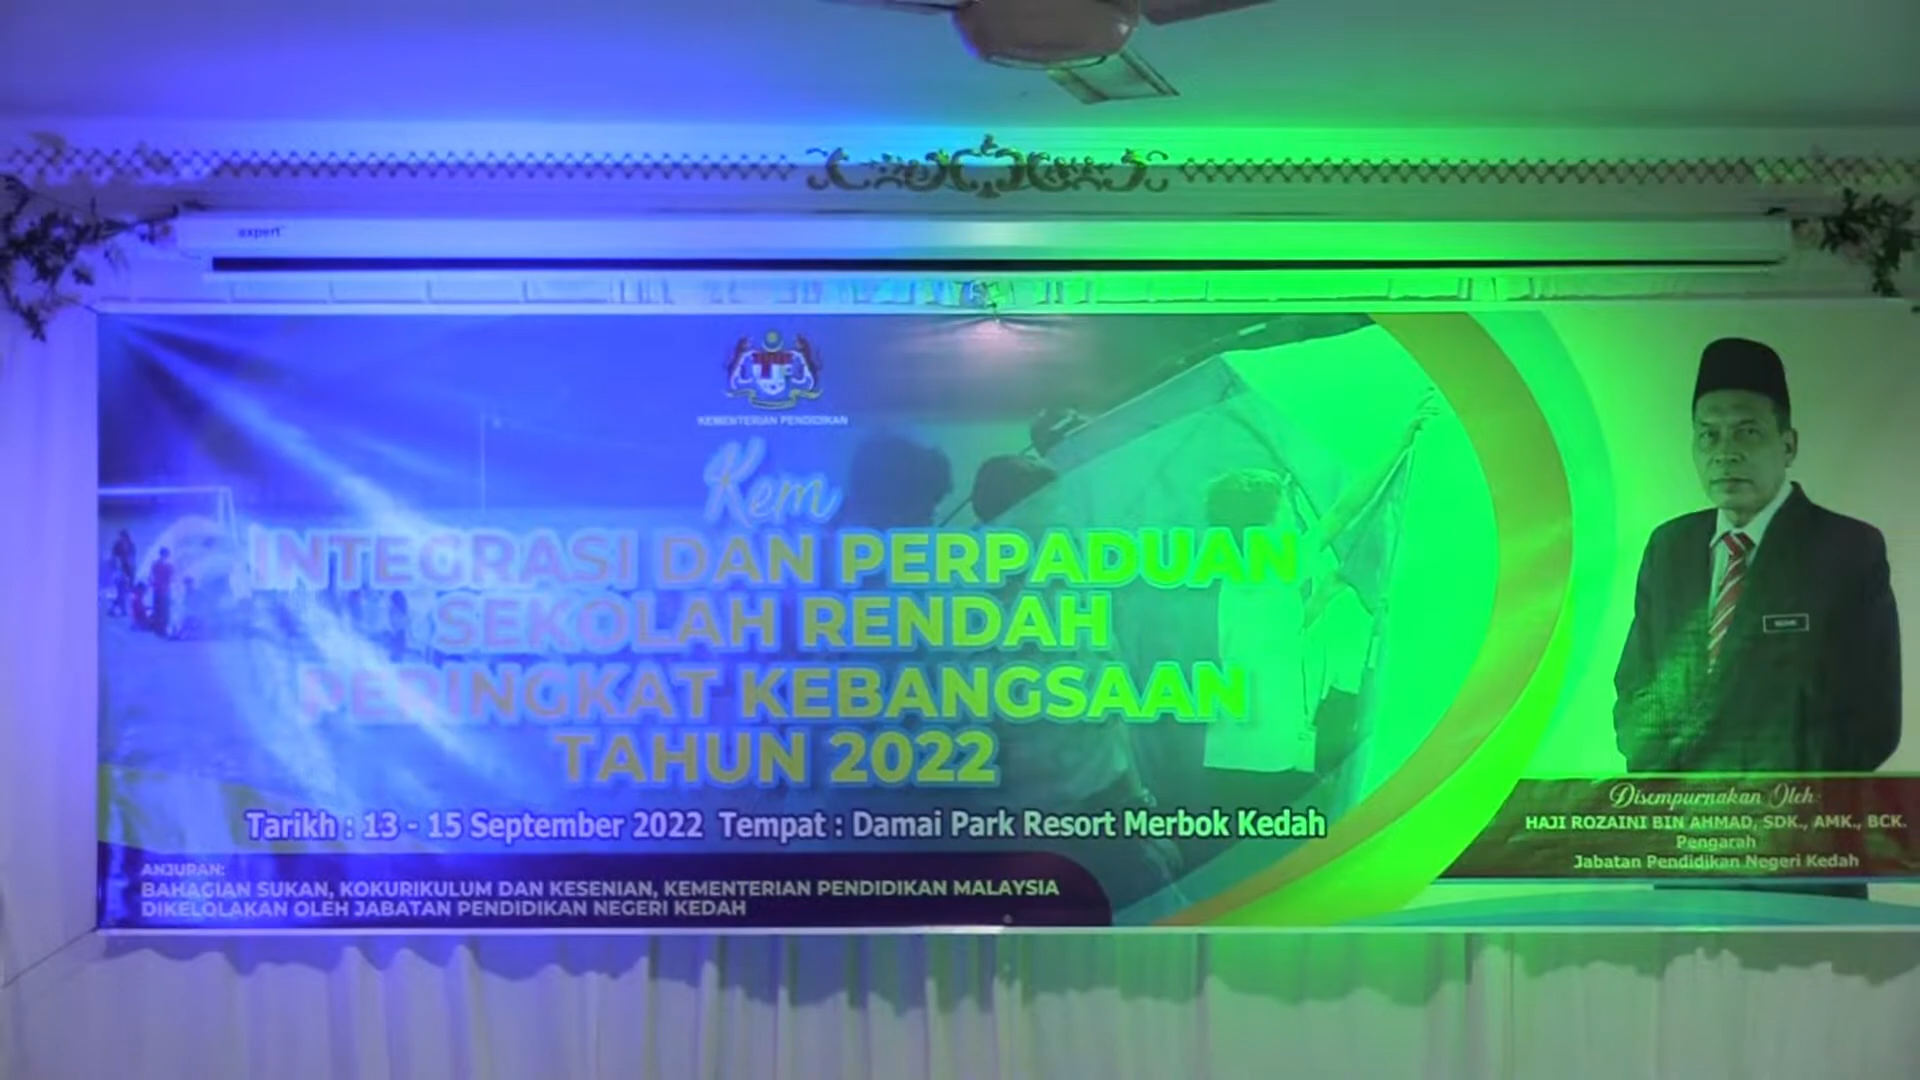 expert
KEMENTERIAN PENDIDIKAN
Kem
INTEGRASI DAN PERPADUAN
SEKOLAH RENDAH
PERINGKAT KEBANGSAAN
TAHUN 2022
Tarikh : 13 - 15 September 2022 Tempat : Damai Park Resort Merbok Kedah
ANJURAN:
BAHAGIAN SUKAN, KOKURIKULUM DAN KESENIAN, KEMENTERIAN PENDIDIKAN MALAYSIA
DIKELOLAKAN OLEH JABATAN PENDIDIKAN NEGERI KEDAH
Disempurnakan Oleh:
HAJI ROZAINI BIN AHMAD, SDK., AMK., BCK.
Pengarah
Jabatan Pendidikan Negeri Kedah